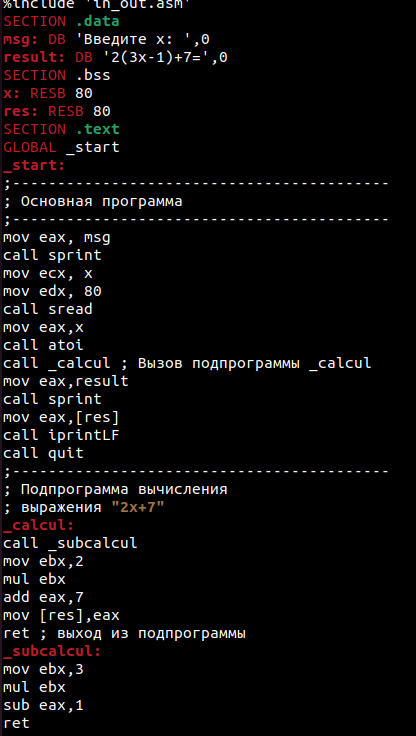 %include 'in_out.asm'
SECTION .data
msg: DB 'Введите x: ',0
result: DB '2(3x-1)+7=',0
SECTION .bss
x: RESB 80
res: RESB 80
SECTION .text
GLOBAL _start
_start:
;------------------------------------------
; Основная программа
;------------------------------------------
mov eax, msg
call sprint
mov ecx, x
mov edx, 80
call sread
mov eax,x
call atoi
call _calcul ; Вызов подпрограммы _calcul
mov eax,result
call sprint
mov eax,[res]
call iprintLF
call quit
;------------------------------------------
; Подпрограмма вычисления
; выражения "2x+7"
_calcul:
call _subcalcul
mov ebx,2
mul ebx
add eax,7
mov [res],eax
ret ; выход из подпрограммы
_subcalcul:
mov ebx,3
mul ebx
sub eax,1
ret